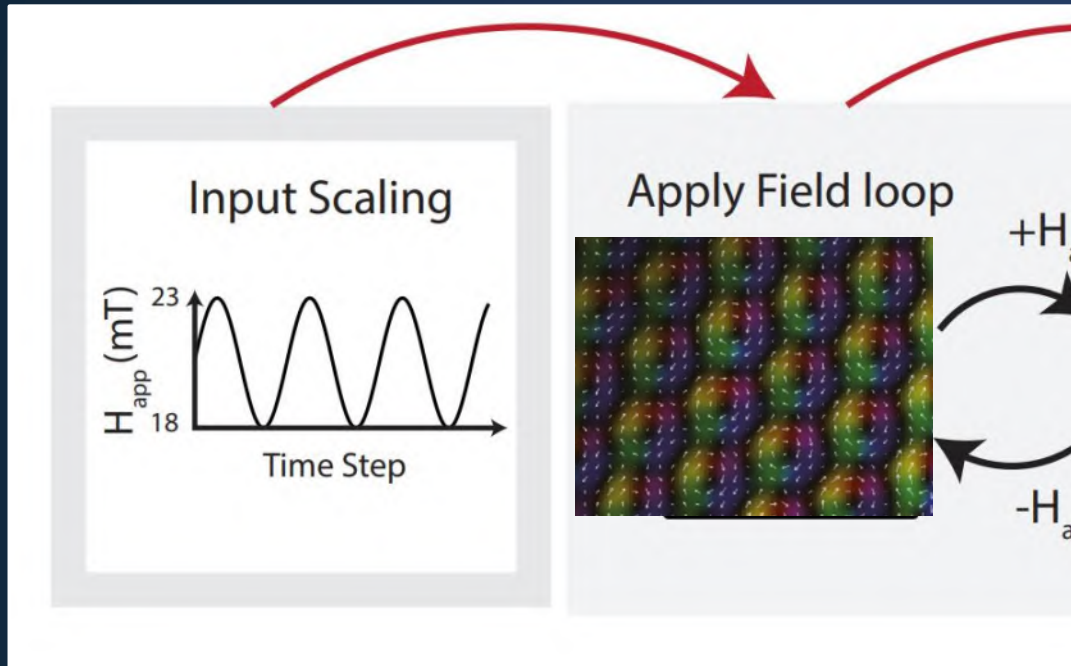 Input Scaling
23
H_app (mT)
18
Time Step
Apply Field loop
+H
-H